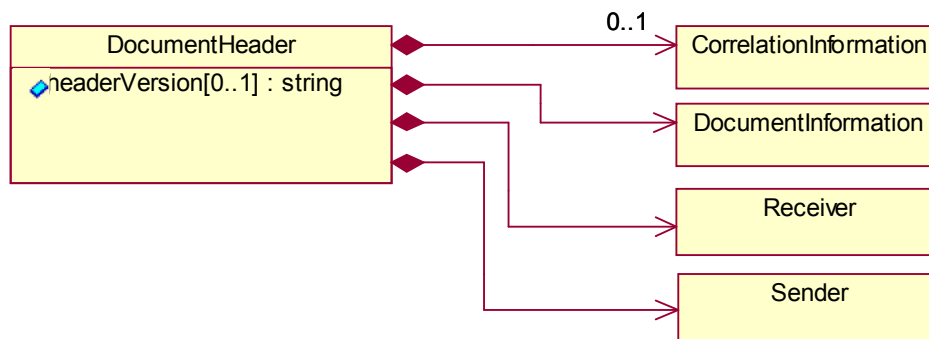 0..1
DocumentHeader
CorrelationInformation
headerVersion[0..1] : string
DocumentInformation
Receiver
Sender